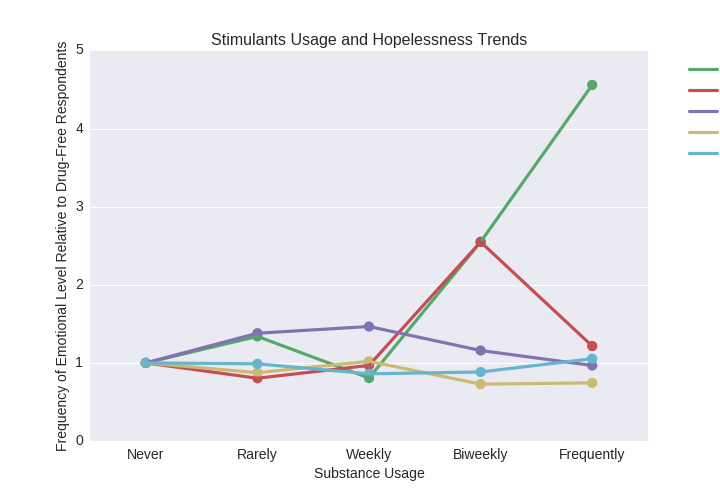 Stimulants Usage and Hopelessness Trends
Frequency of Emotional Level Relative to Drug-Free Respondents
5
4
3
2
1
0
Never Rarely Weekly Biweekly Frequently
Substance Usage